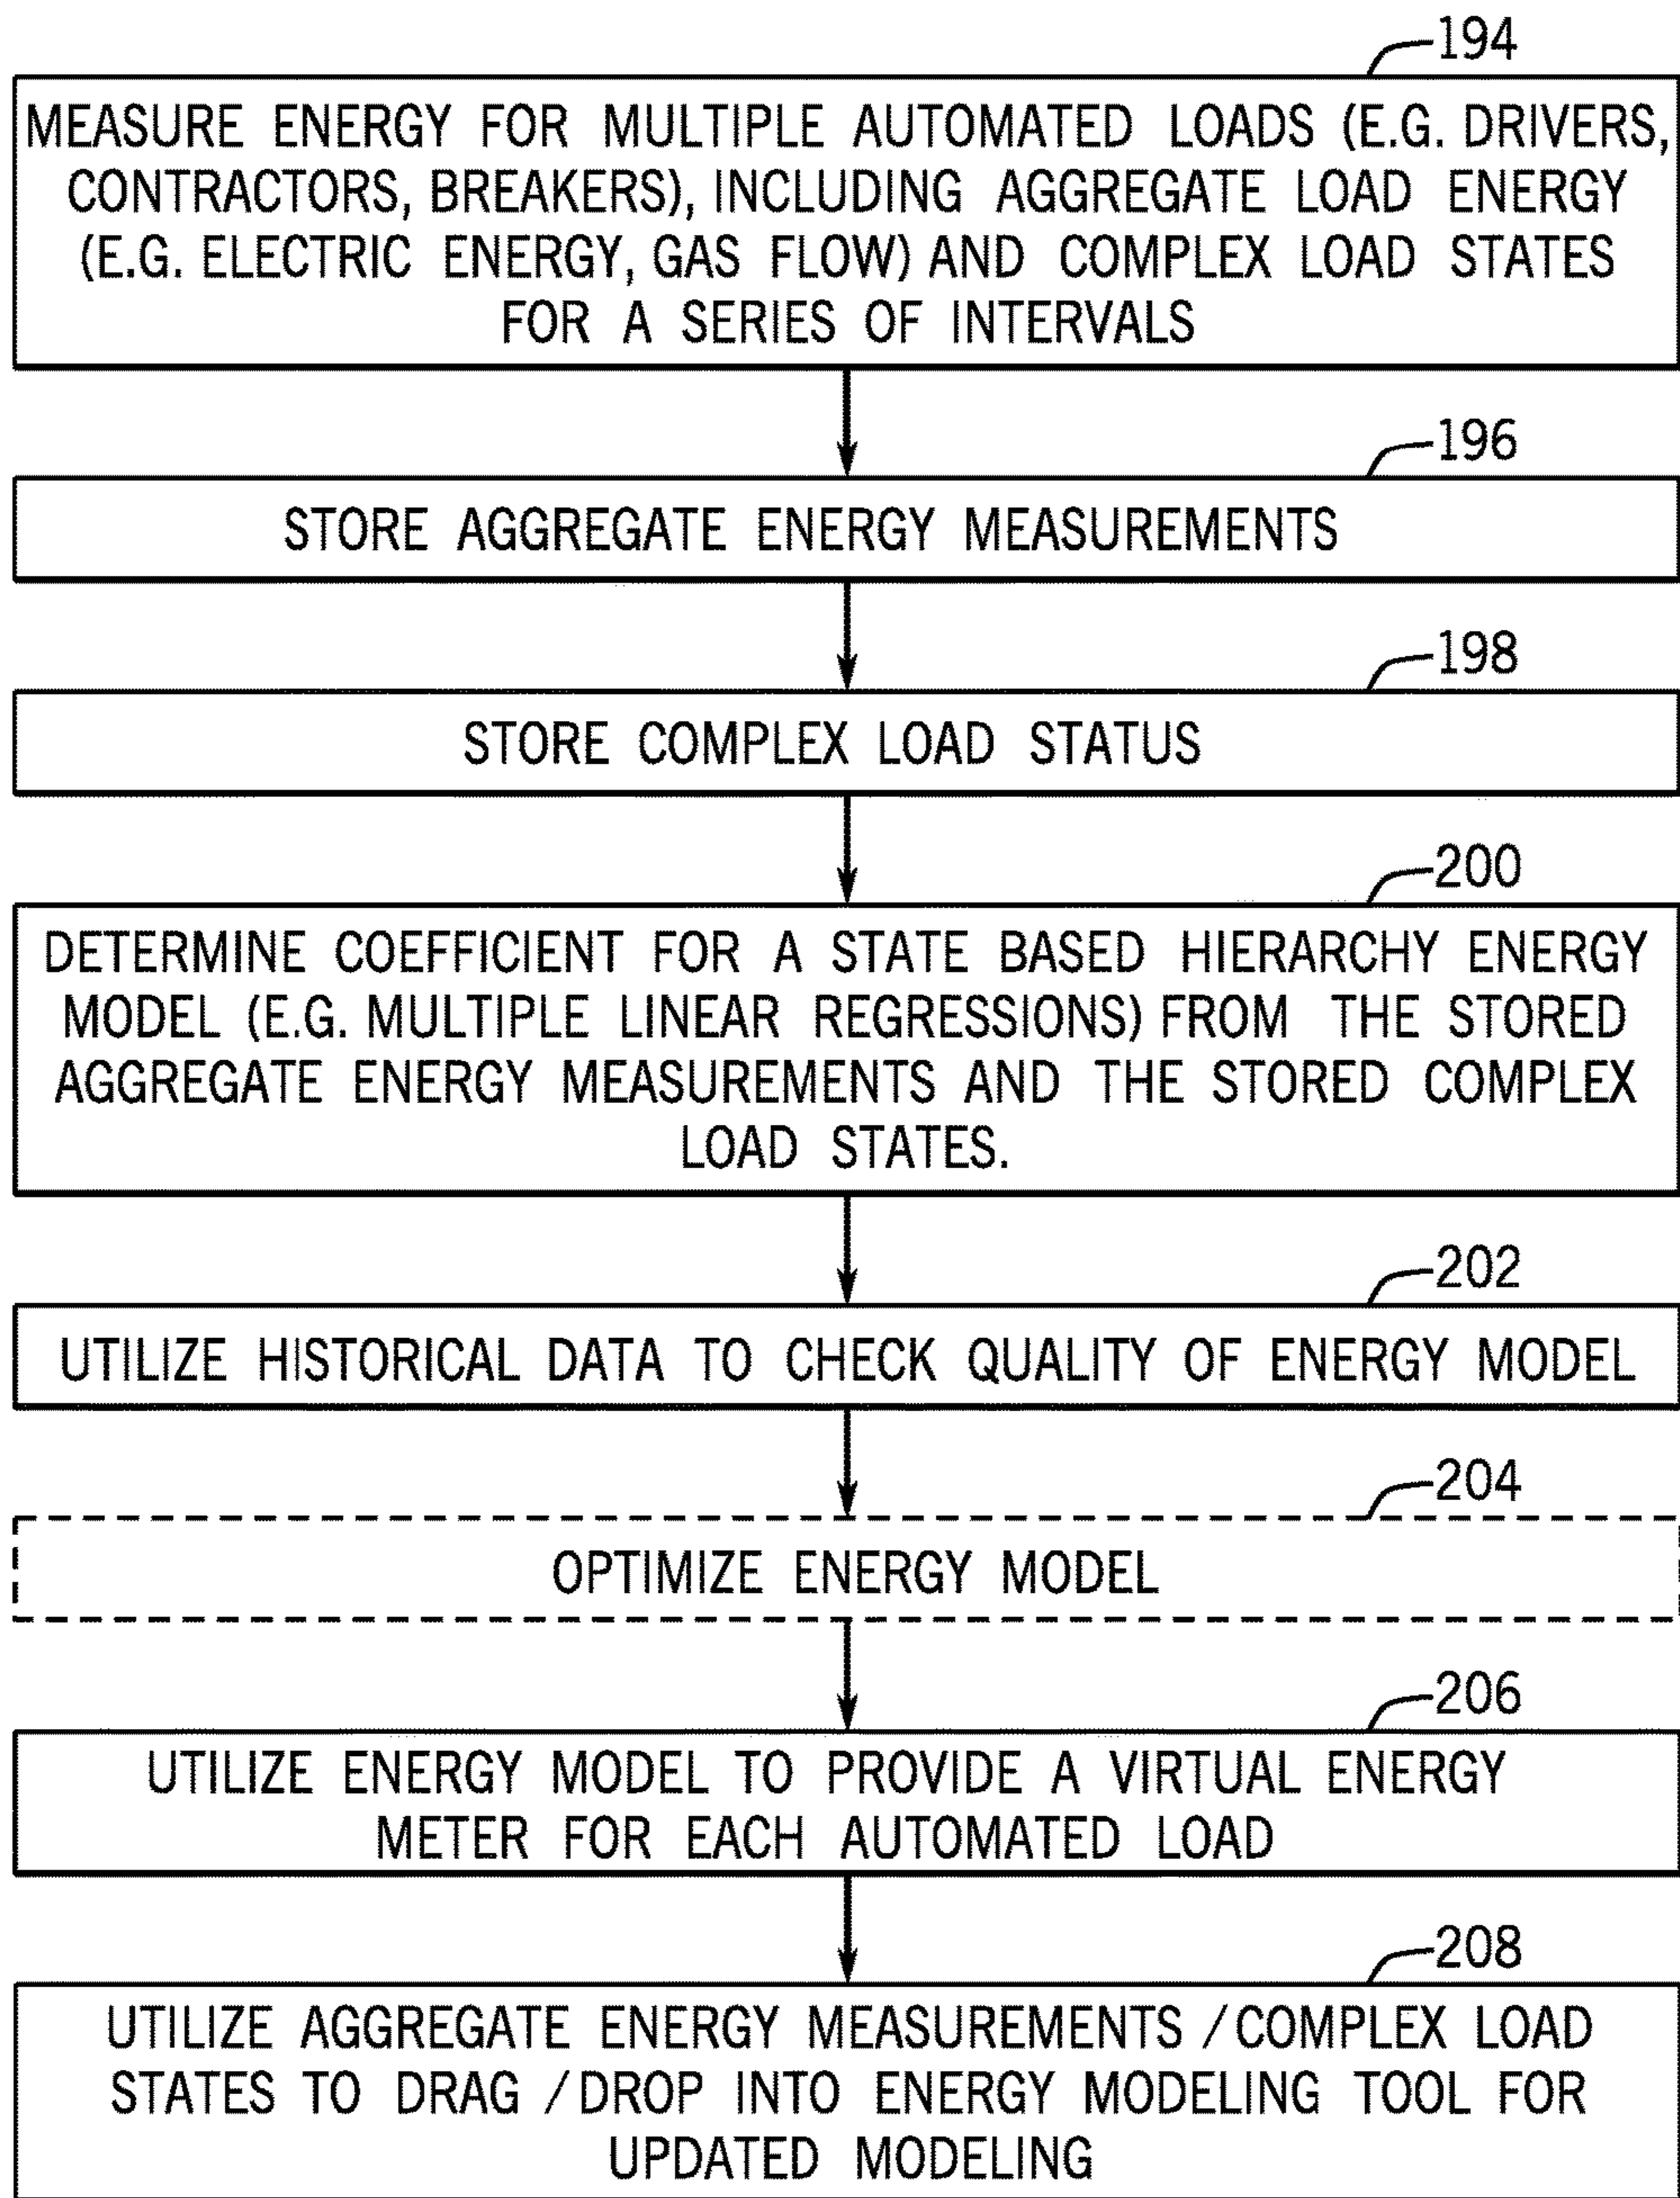 194
MEASURE ENERGY FOR MULTIPLE AUTOMATED LOADS (E.G. DRIVERS,
CONTRACTORS, BREAKERS), INCLUDING AGGREGATE LOAD ENERGY
(E.G. ELECTRIC ENERGY, GAS FLOW) AND COMPLEX LOAD STATES
FOR A SERIES OF INTERVALS
196
STORE AGGREGATE ENERGY MEASUREMENTS
198
STORE COMPLEX LOAD STATUS
200
DETERMINE COEFFICIENT FOR A STATE BASED HIERARCHY ENERGY
MODEL (E.G. MULTIPLE LINEAR REGRESSIONS) FROM THE STORED
AGGREGATE ENERGY MEASUREMENTS AND THE STORED COMPLEX
LOAD STATES.
202
UTILIZE HISTORICAL DATA TO CHECK QUALITY OF ENERGY MODEL
204
OPTIMIZE ENERGY MODEL
206
UTILIZE ENERGY MODEL TO PROVIDE A VIRTUAL ENERGY
METER FOR EACH AUTOMATED LOAD
208
UTILIZE AGGREGATE ENERGY MEASUREMENTS /COMPLEX LOAD
STATES TO DRAG /DROP INTO ENERGY MODELING TOOL FOR
UPDATED MODELING